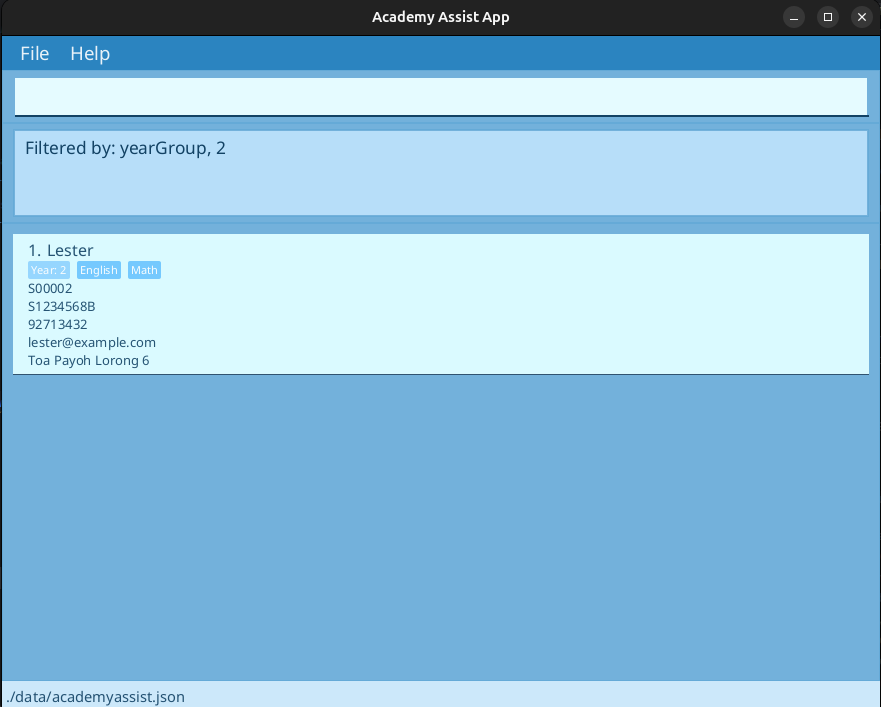 Academy Assist App
File Help
Filtered by: yearGroup, 2
1. Lester
Year: 2 English Math
S00002
S1234568B
92713432
lester@example.com
Toa Payoh Lorong 6
./data/academyassist.json